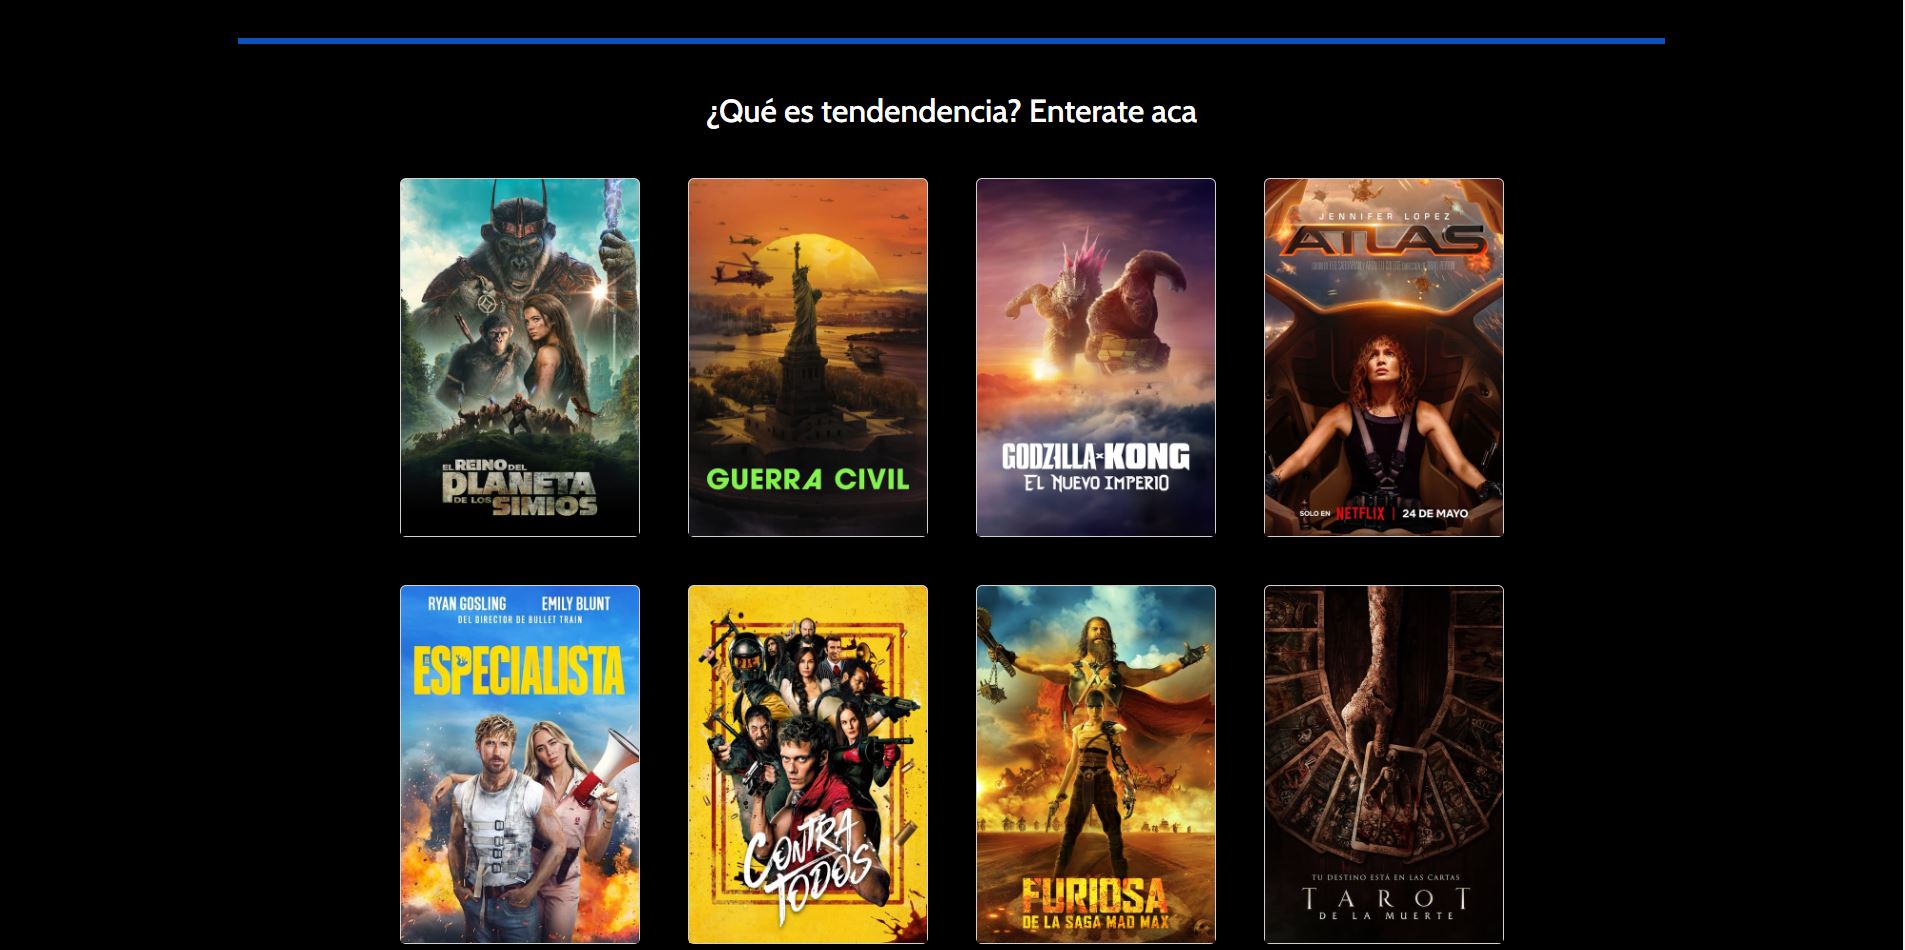 ¿Qué es tendendencia? Enterate aca
EL REINO DEL
PLANETA
DE LOS SIMIOS
GUERRA CIVIL
GODZILLA × KONG
EL NUEVO IMPERIO
JENNIFER LOPEZ
ATLAS
SOLO EN NETFLIX | 24 DE MAYO
RYAN GOSLING EMILY BLUNT
DEL DIRECTOR DE BULLET TRAIN
ESPECIALISTA
CONTRA
TODOS
FURIOSA
DE LA SAGA MAD MAX
TU DESTINO ESTÁ EN LAS CARTAS
TAROT
DE LA MUERTE